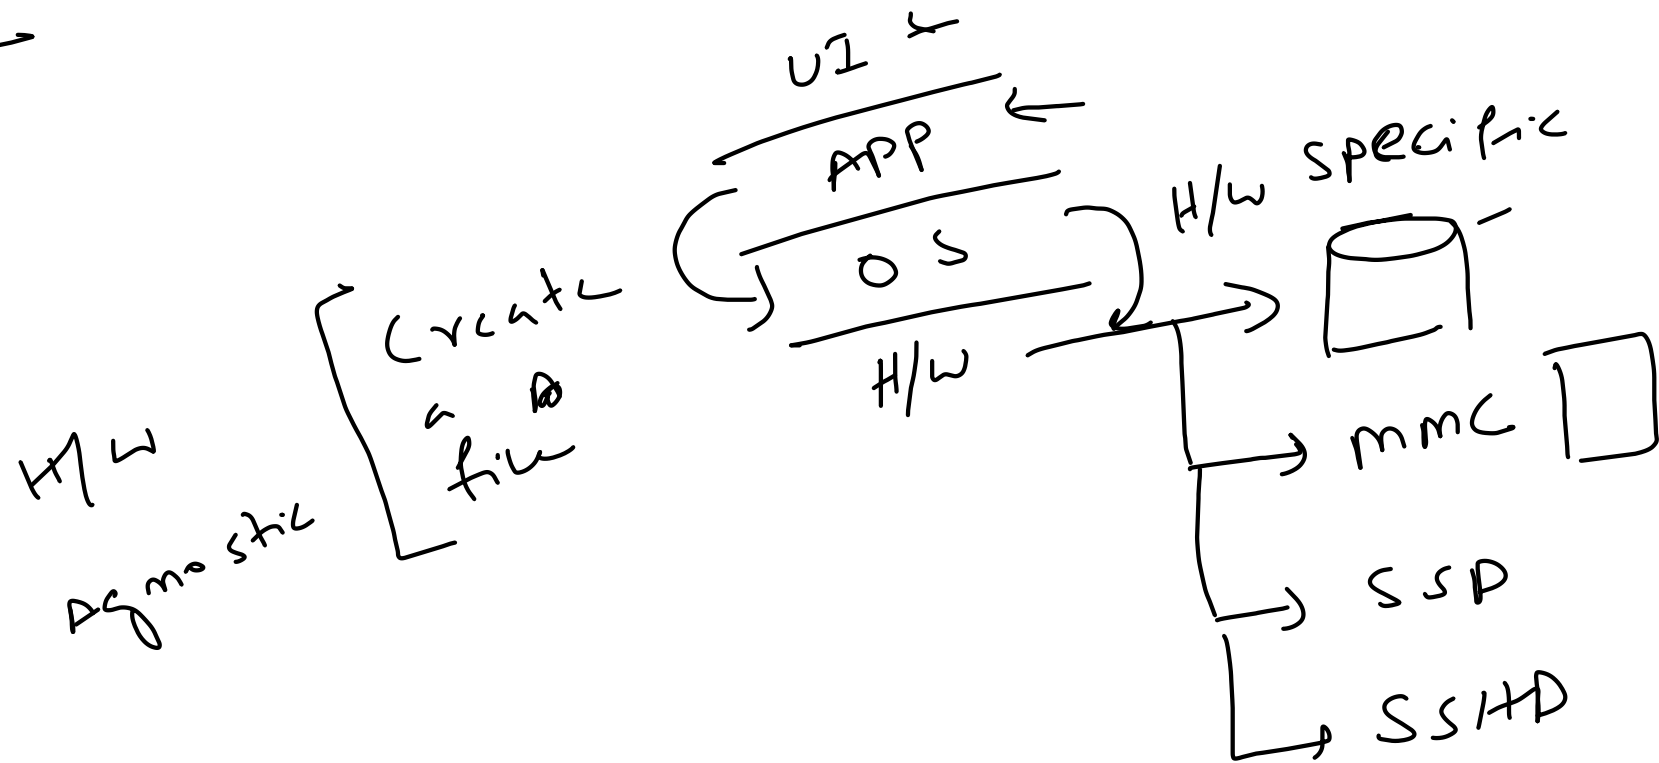 UI
APP
OS
H/W
H/W specific
MMC
SSD
SSHD
Create
a
file
H/W
Agnostic